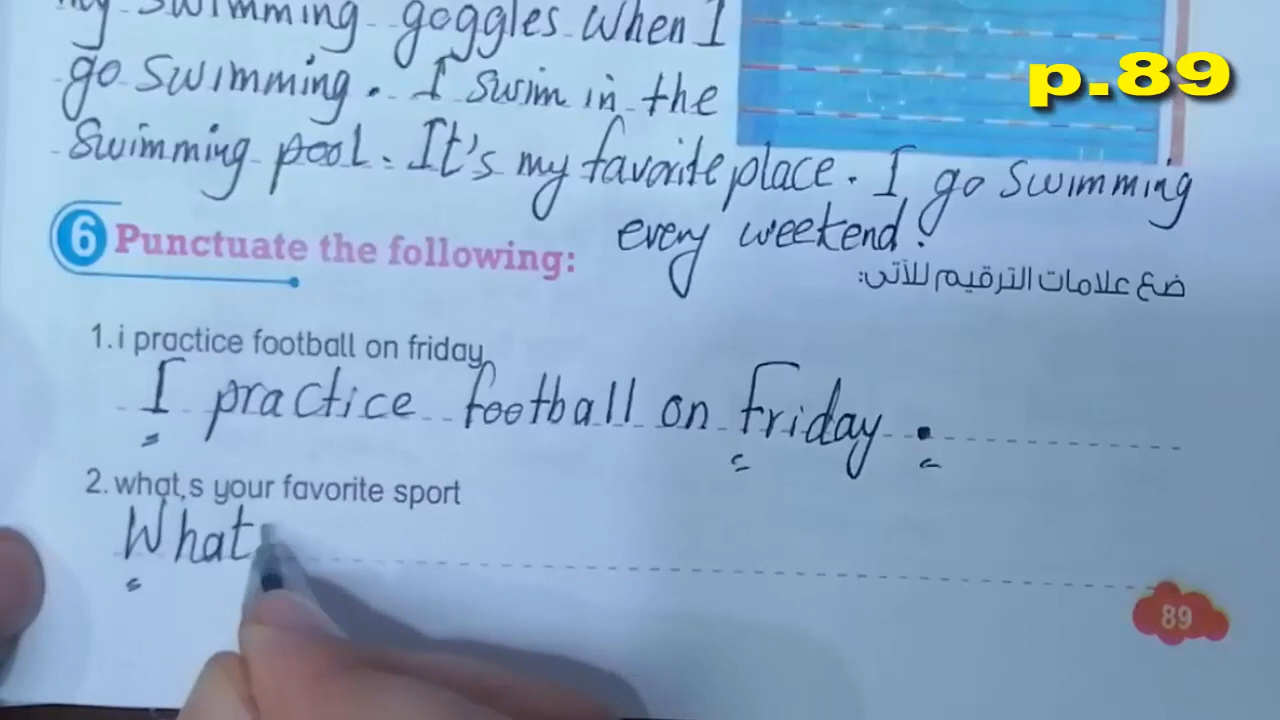 my swimming goggles when I
go swimming. I swim in the
swimming pool. It's my favorite place. I go swimming
every weekend.
p.89
6 Punctuate the following:
ضع علامات الترقيم للآتى:
1. i practice football on friday
I practice football on Friday.
2. what,s your favorite sport
What
89